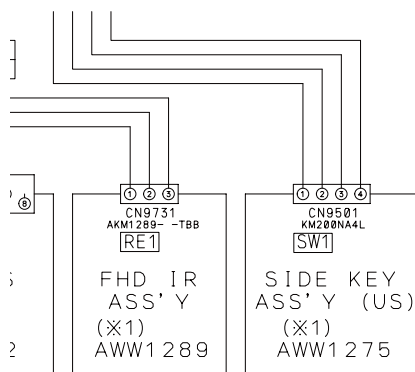 ① ② ③
① ② ③ ④
⑧
CN9731
AKM1289- -TBB
RE1
FHD IR
ASS'Y
(※1)
AWW1289
CN9501
KM200NA4L
SW1
SIDE KEY
ASS'Y (US)
(※1)
AWW1275
2